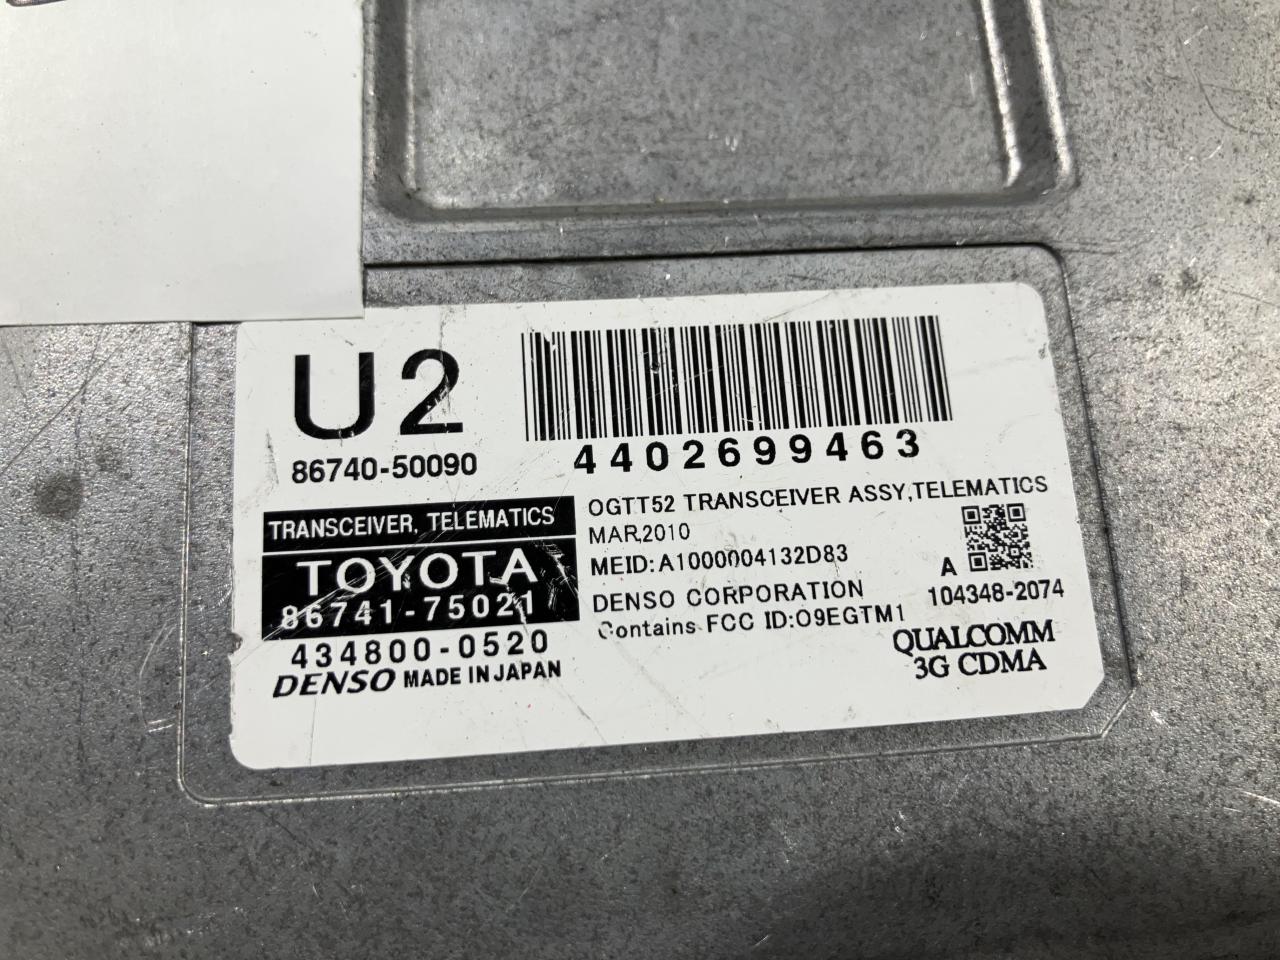 U2
86740-50090
4402699463
TRANSCEIVER, TELEMATICS
TOYOTA
86741-75021
434800-0520
DENSO MADE IN JAPAN
OGTT52 TRANSCEIVER ASSY,TELEMATICS
MAR,2010
MEID:A1000004132D83
DENSO CORPORATION
Contains FCC ID:O9EGTM1
A
104348-2074
QUALCOMM
3G CDMA